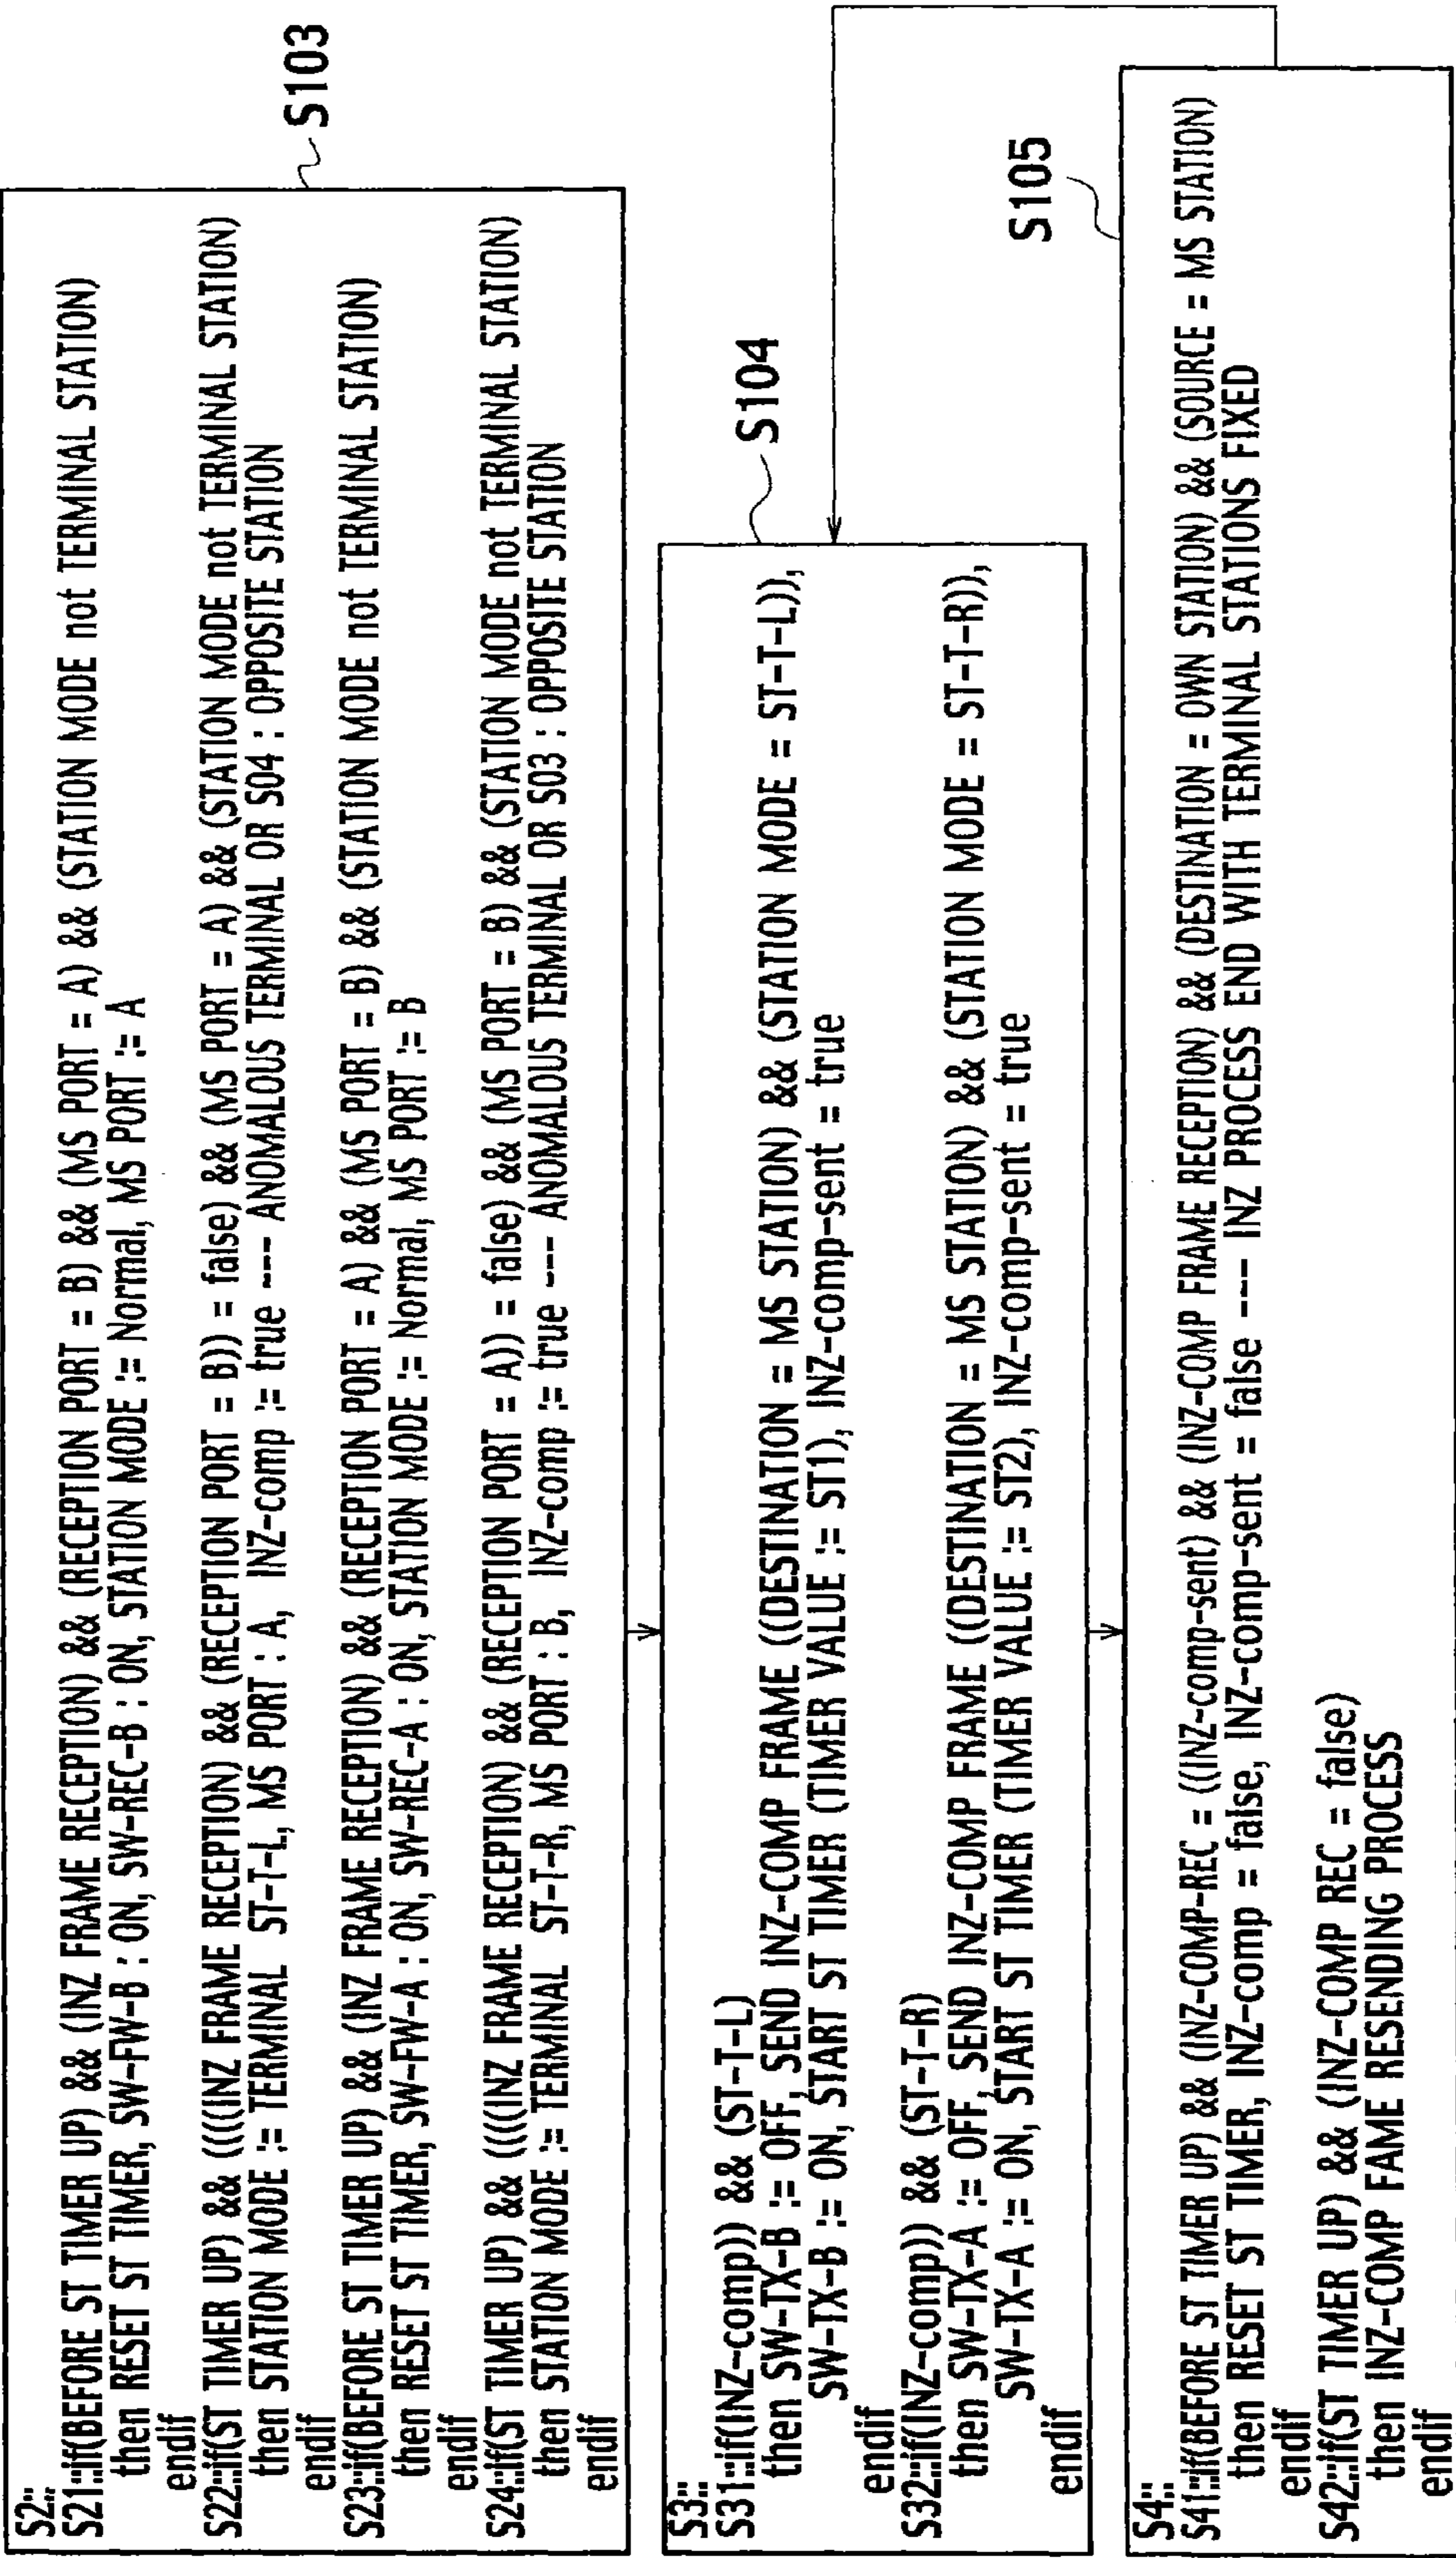 S2::
S21::if(BEFORE ST TIMER UP) && (INZ FRAME RECEPTION) && (RECEPTION PORT = B) && (MS PORT = A) && (STATION MODE not TERMINAL STATION)
then RESET ST TIMER, SW-FW-B : ON, SW-REC-B : ON, STATION MODE := Normal, MS PORT := A
endif
S22::if(ST TIMER UP) && ((((INZ FRAME RECEPTION) && (RECEPTION PORT = B)) = false) && (MS PORT = A) && (STATION MODE not TERMINAL STATION)
then STATION MODE := TERMINAL ST-T-L, MS PORT : A, INZ-comp := true --- ANOMALOUS TERMINAL OR S04 : OPPOSITE STATION
endif
S23::if(BEFORE ST TIMER UP) && (INZ FRAME RECEPTION) && (RECEPTION PORT = A) && (MS PORT = B) && (STATION MODE not TERMINAL STATION)
then RESET ST TIMER, SW-FW-A : ON, SW-REC-A : ON, STATION MODE := Normal, MS PORT := B
endif
S24::if(ST TIMER UP) && ((((INZ FRAME RECEPTION) && (RECEPTION PORT = A)) = false) && (MS PORT = B) && (STATION MODE not TERMINAL STATION)
then STATION MODE := TERMINAL ST-T-R, MS PORT : B, INZ-comp := true --- ANOMALOUS TERMINAL OR S03 : OPPOSITE STATION
endif
S103
S3::
S31::if(INZ-comp)) && (ST-T-L)
then SW-TX-B := OFF, SEND INZ-COMP FRAME ((DESTINATION = MS STATION) && (STATION MODE = ST-T-L)),
SW-TX-B := ON, START ST TIMER (TIMER VALUE := ST1), INZ-comp-sent = true
endif
S32::if(INZ-comp)) && (ST-T-R)
then SW-TX-A := OFF, SEND INZ-COMP FRAME ((DESTINATION = MS STATION) && (STATION MODE = ST-T-R)),
SW-TX-A := ON, START ST TIMER (TIMER VALUE := ST2), INZ-comp-sent = true
endif
S104
S4::
S41::if(BEFORE ST TIMER UP) && (INZ-COMP-REC = ((INZ-comp-sent) && (INZ-COMP FRAME RECEPTION) && (DESTINATION = OWN STATION) && (SOURCE = MS STATION)
then RESET ST TIMER, INZ-comp = false, INZ-comp-sent = false --- INZ PROCESS END WITH TERMINAL STATIONS FIXED
endif
S42::if(ST TIMER UP) && (INZ-COMP REC = false)
then INZ-COMP FAME RESENDING PROCESS
endif
S105